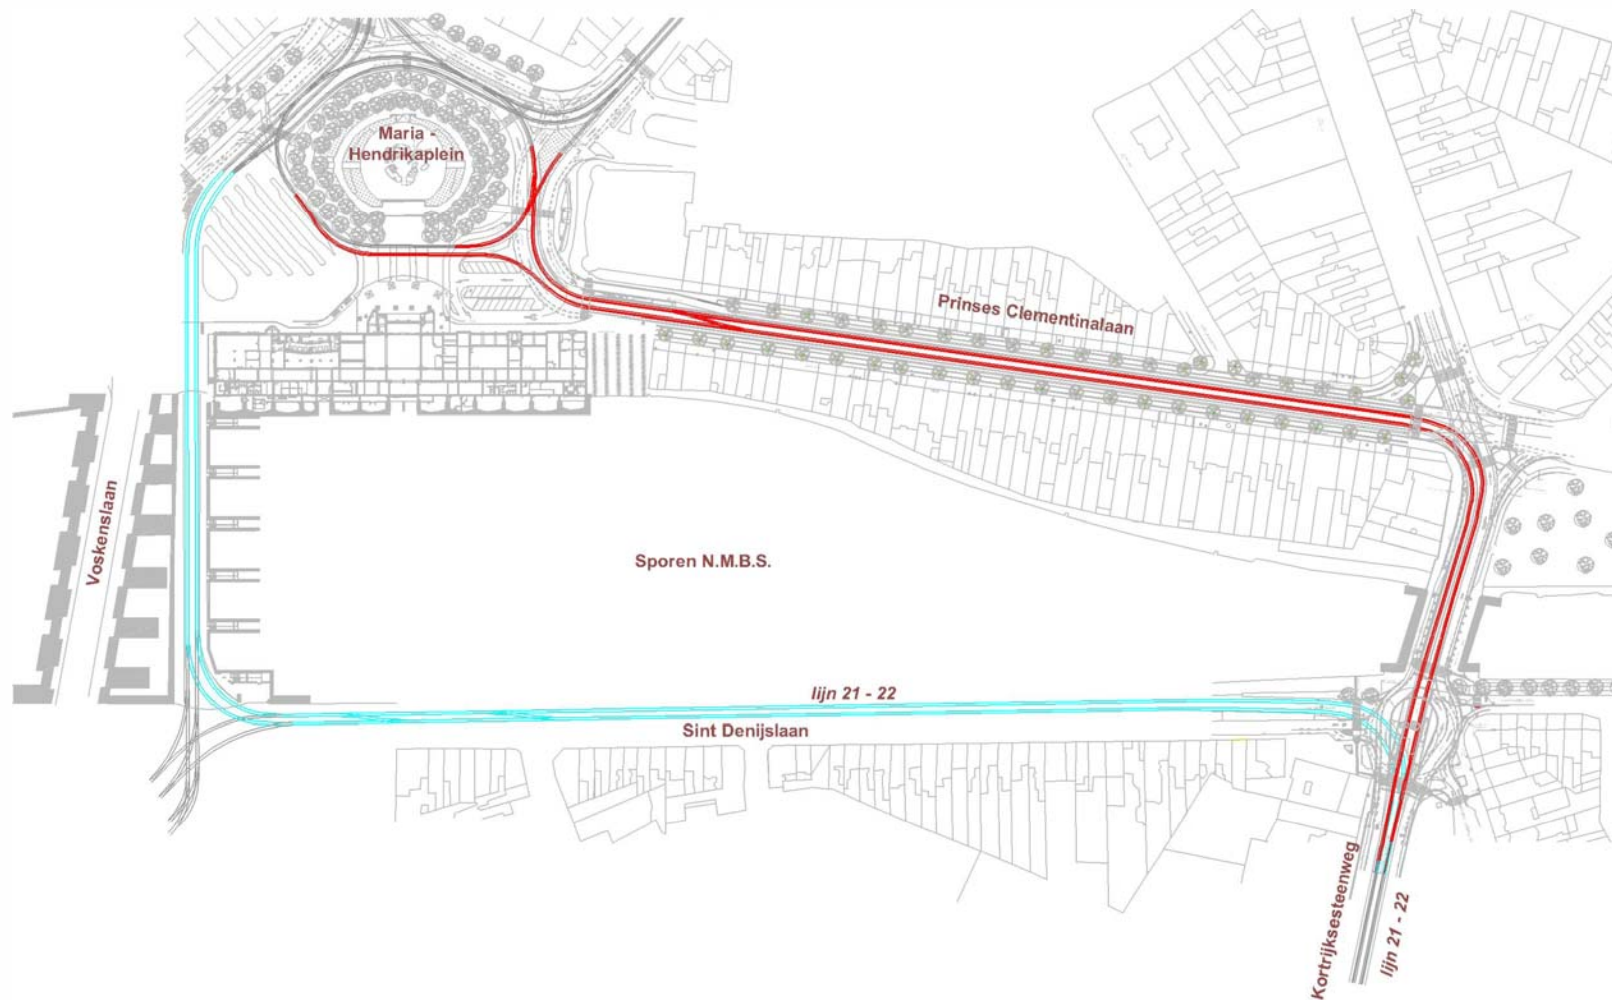 Maria -
Hendrikaplein
Prinses Clementinalaan
Voskenslaan
Sporen N.M.B.S.
lijn 21 - 22
Sint Denijslaan
Kortrijksesteenweg
lijn 21 - 22